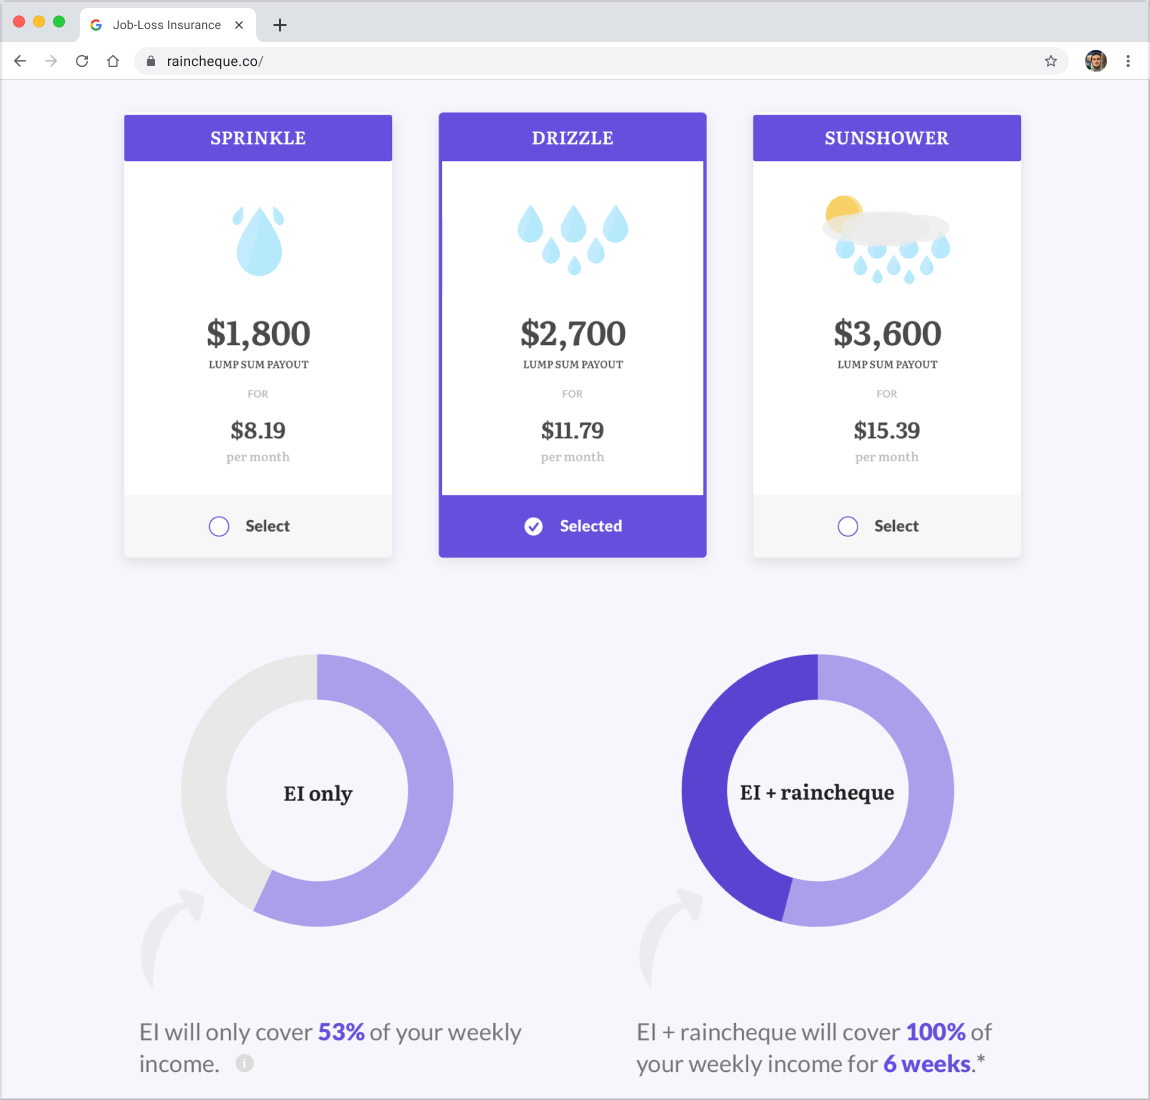 Job-Loss Insurance
raincheque.co/
SPRINKLE
$1,800
LUMP SUM PAYOUT
FOR
$8.19
per month
Select
DRIZZLE
$2,700
LUMP SUM PAYOUT
FOR
$11.79
per month
Selected
SUNSHOWER
$3,600
LUMP SUM PAYOUT
FOR
$15.39
per month
Select
EI only
EI will only cover 53% of your weekly
income.
EI + raincheque
EI + raincheque will cover 100% of
your weekly income for 6 weeks.*